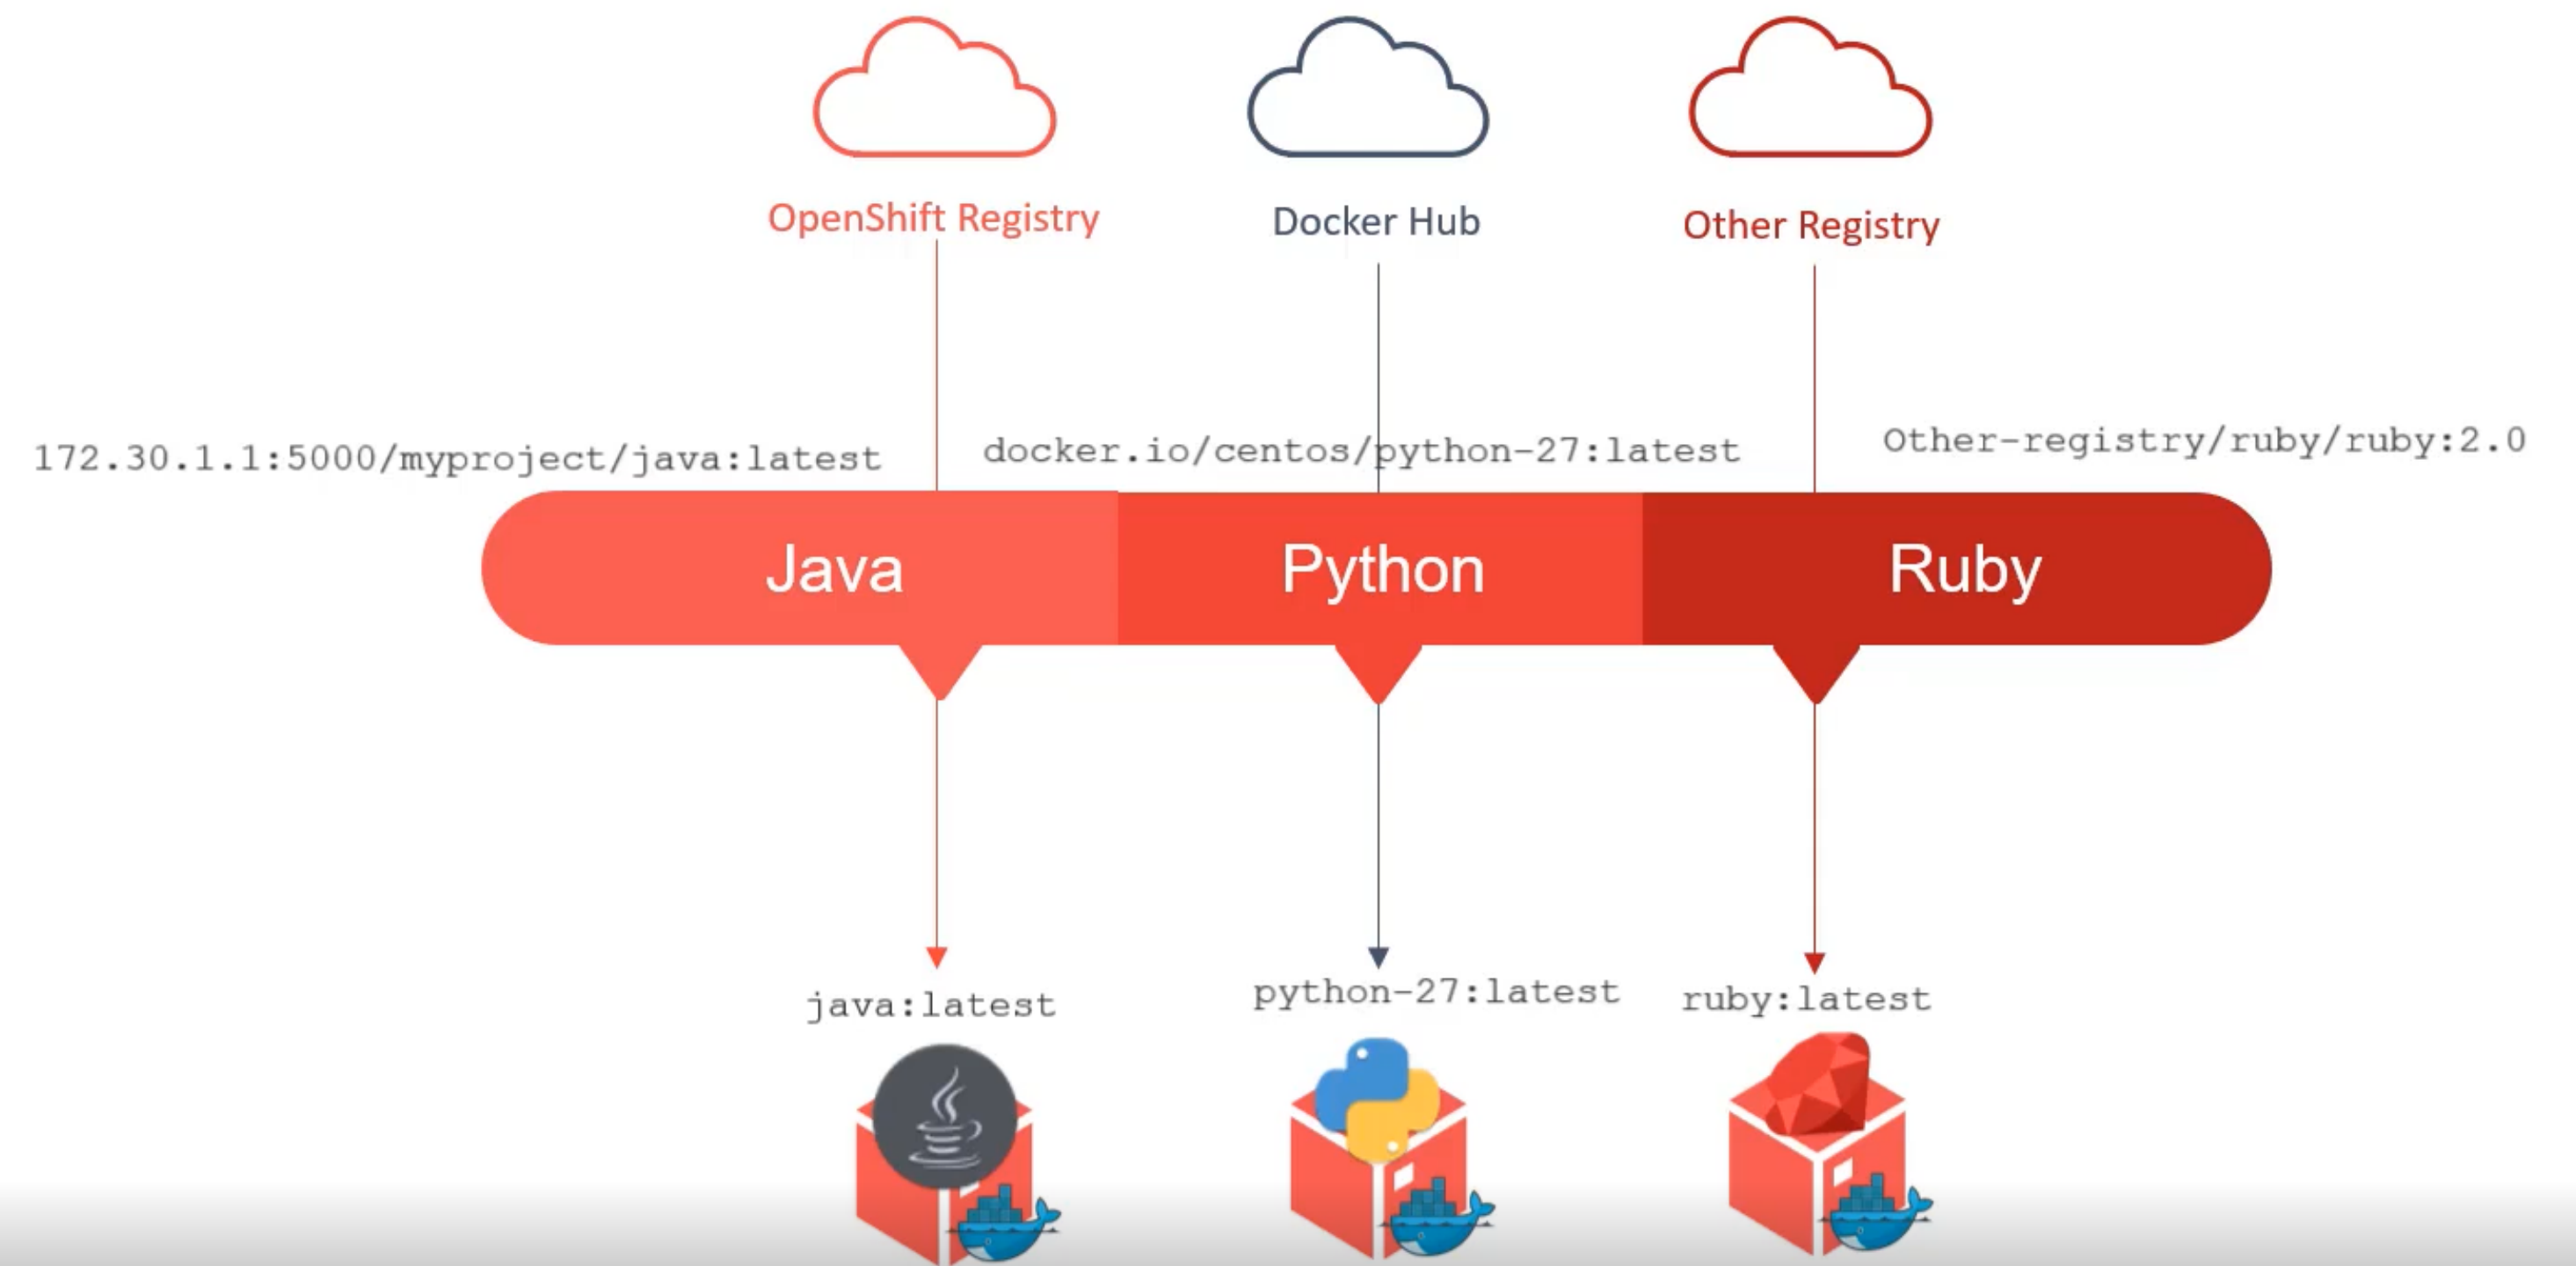 OpenShift Registry
Docker Hub
Other Registry
172.30.1.1:5000/myproject/java:latest
docker.io/centos/python-27:latest
Other-registry/ruby/ruby:2.0
Java
Python
Ruby
java:latest
python-27:latest
ruby:latest